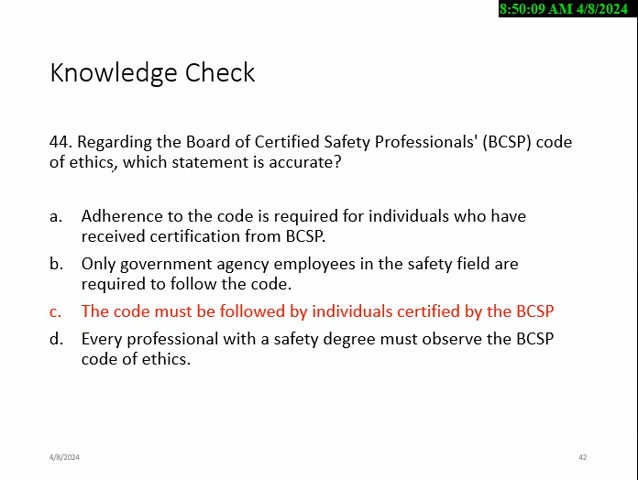 8:50:09 AM 4/8/2024
Knowledge Check
44. Regarding the Board of Certified Safety Professionals' (BCSP) code
of ethics, which statement is accurate?
a. Adherence to the code is required for individuals who have
received certification from BCSP.
b. Only government agency employees in the safety field are
required to follow the code.
c. The code must be followed by individuals certified by the BCSP
d. Every professional with a safety degree must observe the BCSP
code of ethics.
4/8/2024
42